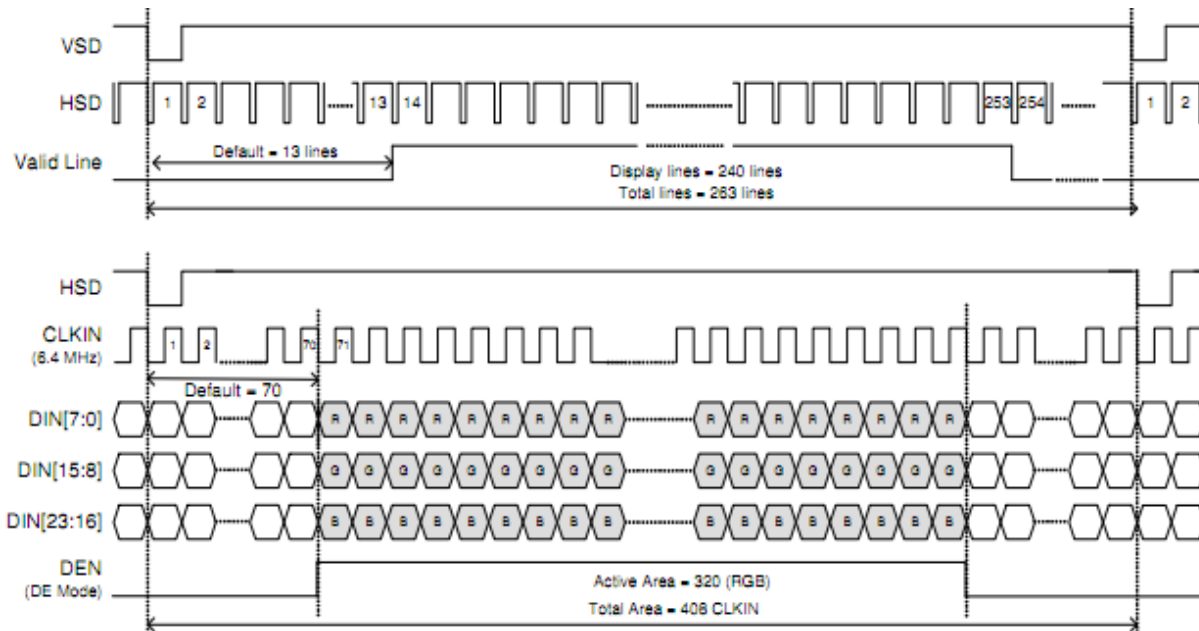 VSD
HSD 1 2 13 14 253 254 1 2
Default = 13 lines
Valid Line
Display lines = 240 lines
Total lines = 263 lines
HSD
CLKIN 1 2 70 71
(6.4 MHz)
Default = 70
DIN[7:0] R R R R R R R R R R R R R R R R R
DIN[15:8] G G G G G G G G G G G G G G G G G
DIN[23:16] B B B B B B B B B B B B B B B B B
DEN
(DE Mode)
Active Area = 320 (RGB)
Total Area = 408 CLKIN